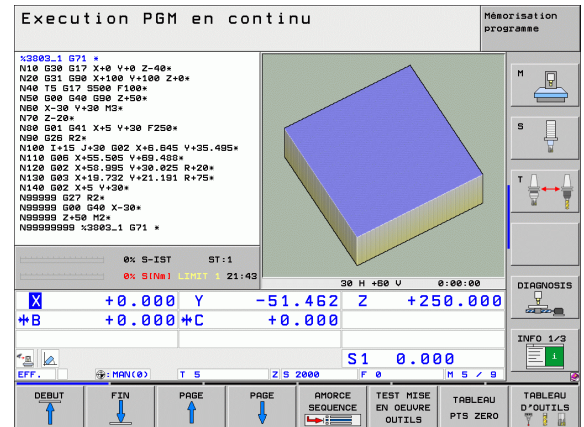 Execution PGM en continu
Mémorisation
programme
%3803_1 G71 *
N10 G30 G17 X+0 Y+0 Z-40*
N20 G31 G90 X+100 Y+100 Z+0*
N40 T5 G17 S500 F100*
N50 G00 G40 G90 Z+50*
N60 X-30 Y+30 M3*
N70 Z-20*
N80 G01 G41 X+5 Y+30 F250*
N90 G26 R2*
N100 I+15 J+30 G02 X+6.645 Y+35.495*
N110 G06 X+55.505 Y+69.488*
N120 G02 X+58.995 Y+30.025 R+20*
N130 G03 X+19.732 Y+21.191 R+75*
N140 G02 X+5 Y+30*
N99999 G27 R2*
N99999 G00 G40 X-30*
N99999 Z+50 M2*
N99999999 %3803_1 G71 *
0% S-IST ST:1
0% S[Nm] LIMIT 1 21:43
30 H +60 V 0:00:00
X +0.000 Y -51.462 Z +250.000
B +0.000 C +0.000
S1 0.000
EFF. : MAN(0) T 5 Z S 2000 F 0 M 5 / 9
M
S
T
DIAGNOSIS
INFO 1/3
DEBUT
FIN
PAGE
PAGE
AMORCE
SEQUENCE
TEST MISE
EN OEUVRE
OUTILS
TABLEAU
PTS ZERO
TABLEAU
D'OUTILS